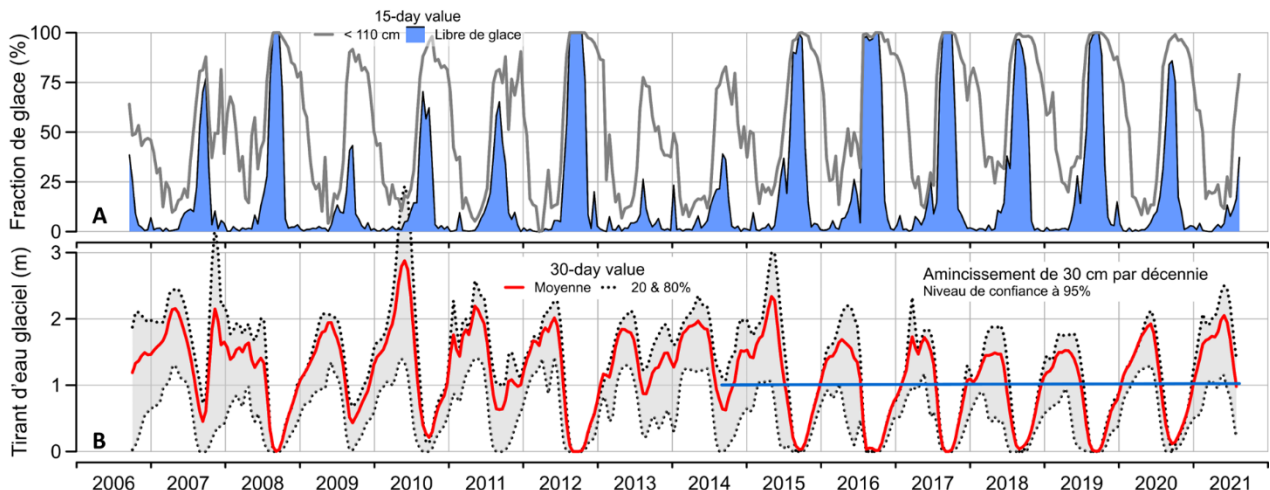 15-day value
< 110 cm Libre de glace
Fraction de glace (%)
100
75
50
25
0
A
30-day value
Moyenne 20 & 80%
Amincissement de 30 cm par décennie
Niveau de confiance à 95%
Tirant d'eau glaciel (m)
3
2
1
0
B
2006 2007 2008 2009 2010 2011 2012 2013 2014 2015 2016 2017 2018 2019 2020 2021